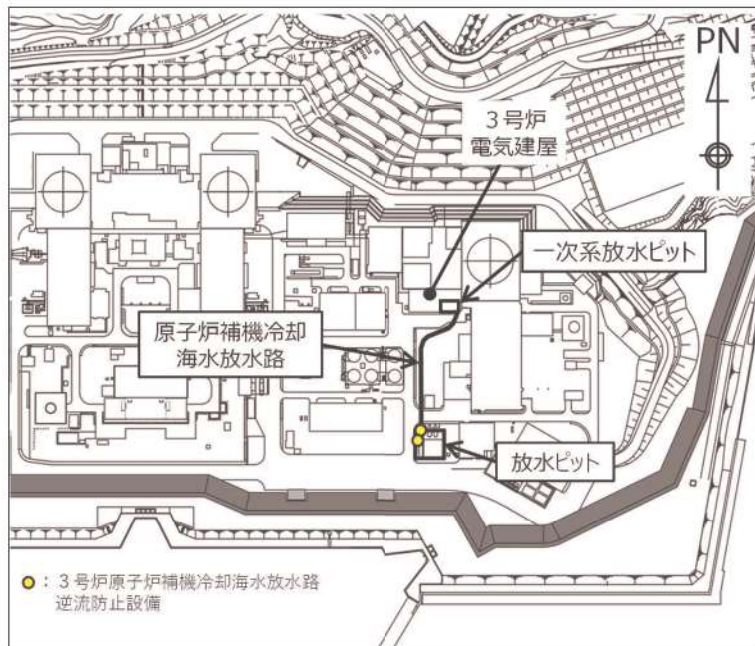 PN
3号炉
電気建屋
一次系放水ピット
原子炉補機冷却
海水放水路
放水ピット
：3号炉原子炉補機冷却海水放水路
逆流防止設備